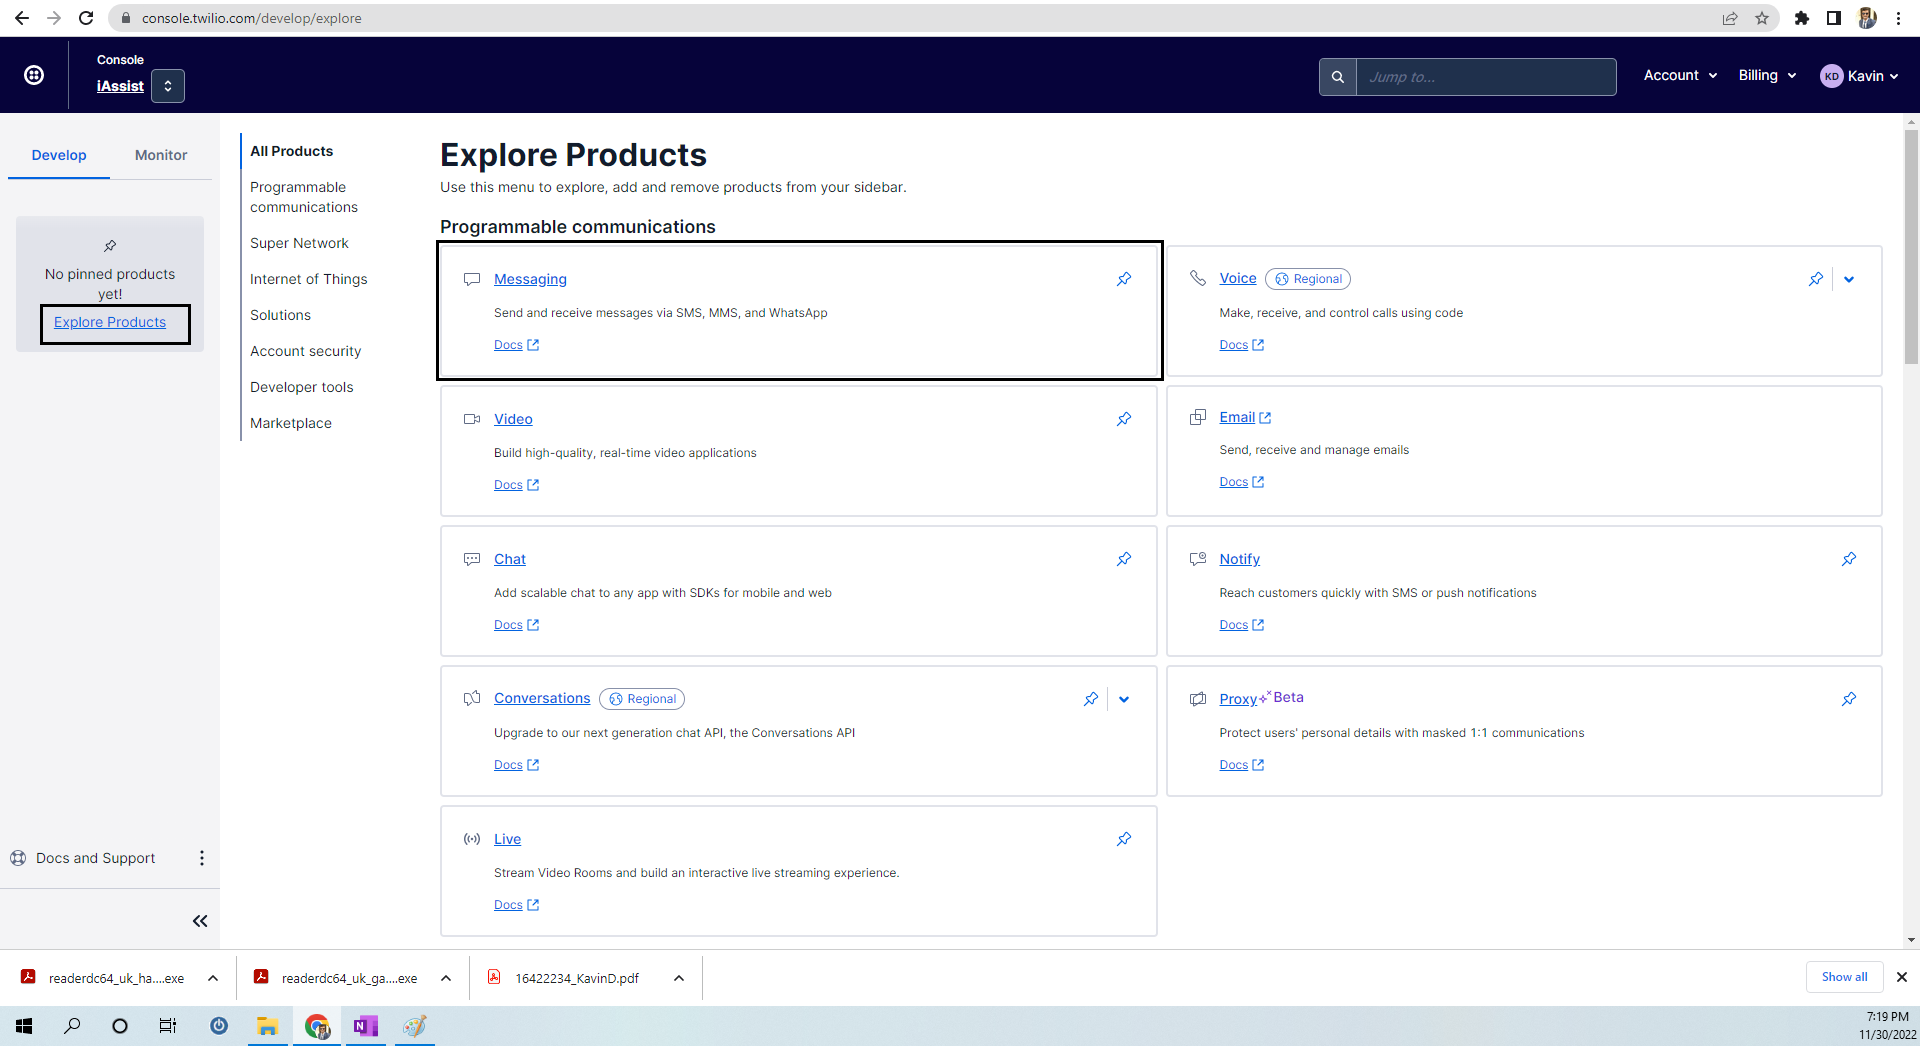 console.twilio.com/develop/explore
Console
iAssist
Jump to...
Account
Billing
KD Kavin
Develop Monitor
No pinned products
yet!
Explore Products
Docs and Support
All Products
Programmable
communications
Super Network
Internet of Things
Solutions
Account security
Developer tools
Marketplace
Explore Products
Use this menu to explore, add and remove products from your sidebar.
Programmable communications
Messaging
Send and receive messages via SMS, MMS, and WhatsApp
Docs
Voice Regional
Make, receive, and control calls using code
Docs
Video
Build high-quality, real-time video applications
Docs
Email
Send, receive and manage emails
Docs
Chat
Add scalable chat to any app with SDKs for mobile and web
Docs
Notify
Reach customers quickly with SMS or push notifications
Docs
Conversations Regional
Upgrade to our next generation chat API, the Conversations API
Docs
Proxy Beta
Protect users' personal details with masked 1:1 communications
Docs
Live
Stream Video Rooms and build an interactive live streaming experience.
Docs
readerdc64_uk_ha....exe
readerdc64_uk_ga....exe
16422234_KavinD.pdf
Show all
N
7:19 PM
11/30/2022